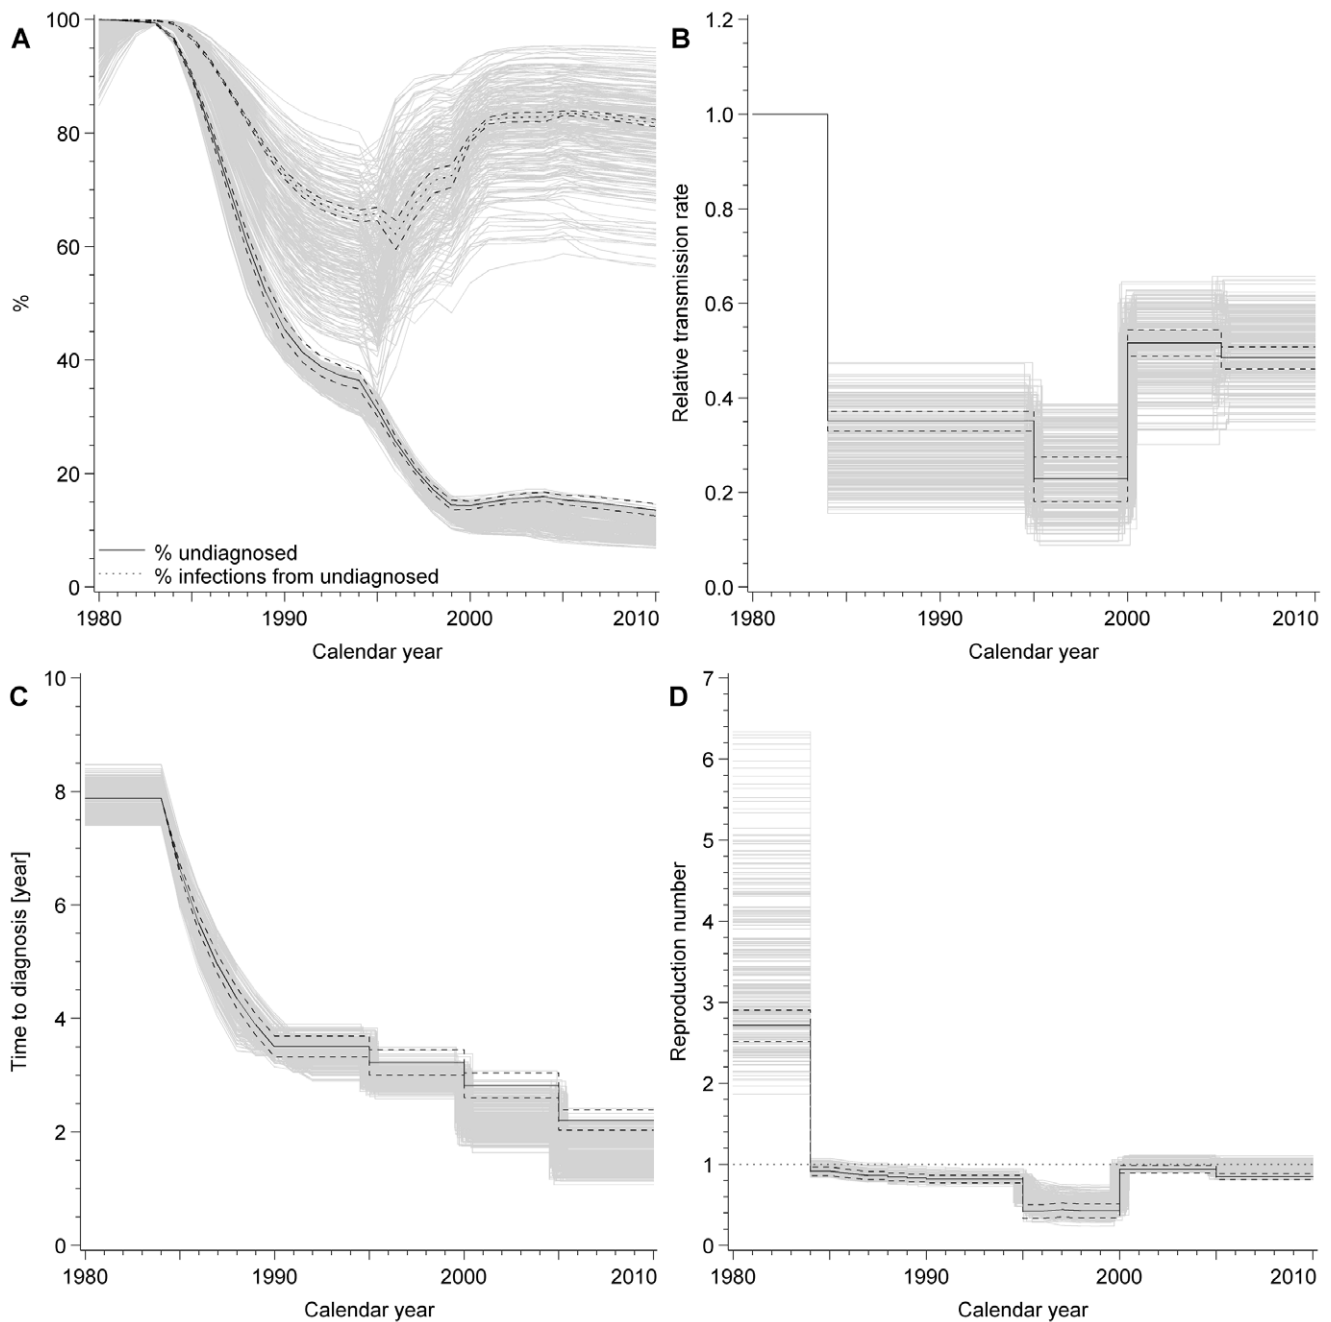 A
100
80
60
40
20
0
%
% undiagnosed
% infections from undiagnosed
1980 1990 2000 2010
Calendar year
B
1.2
1.0
0.8
0.6
0.4
0.2
0.0
Relative transmission rate
1980 1990 2000 2010
Calendar year
C
10
8
6
4
2
0
Time to diagnosis [year]
1980 1990 2000 2010
Calendar year
D
7
6
5
4
3
2
1
0
Reproduction number
1980 1990 2000 2010
Calendar year